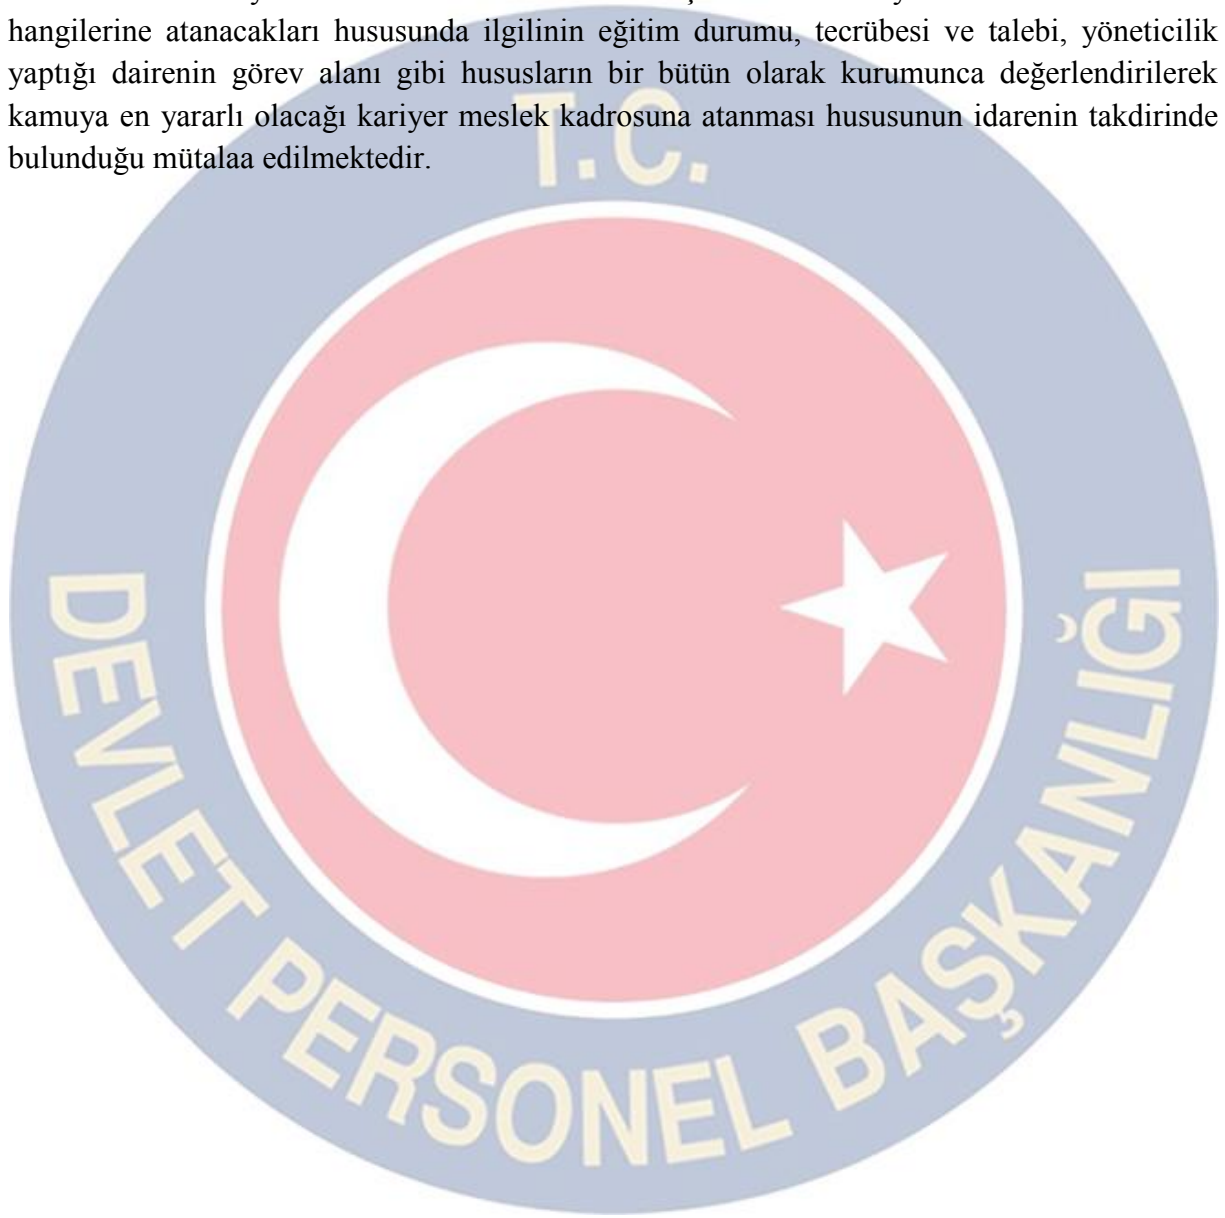 hangilerine atanacakları hususunda ilgilinin eğitim durumu, tecrübesi ve talebi, yöneticilik
yaptığı dairenin görev alanı gibi hususların bir bütün olarak kurumunca değerlendirilerek
kamuya en yararlı olacağı kariyer meslek kadrosuna atanması hususunun idarenin takdirinde
bulunduğu mütalaa edilmektedir.
T.C.
DEVLET PERSONEL BAŞKANLIĞI